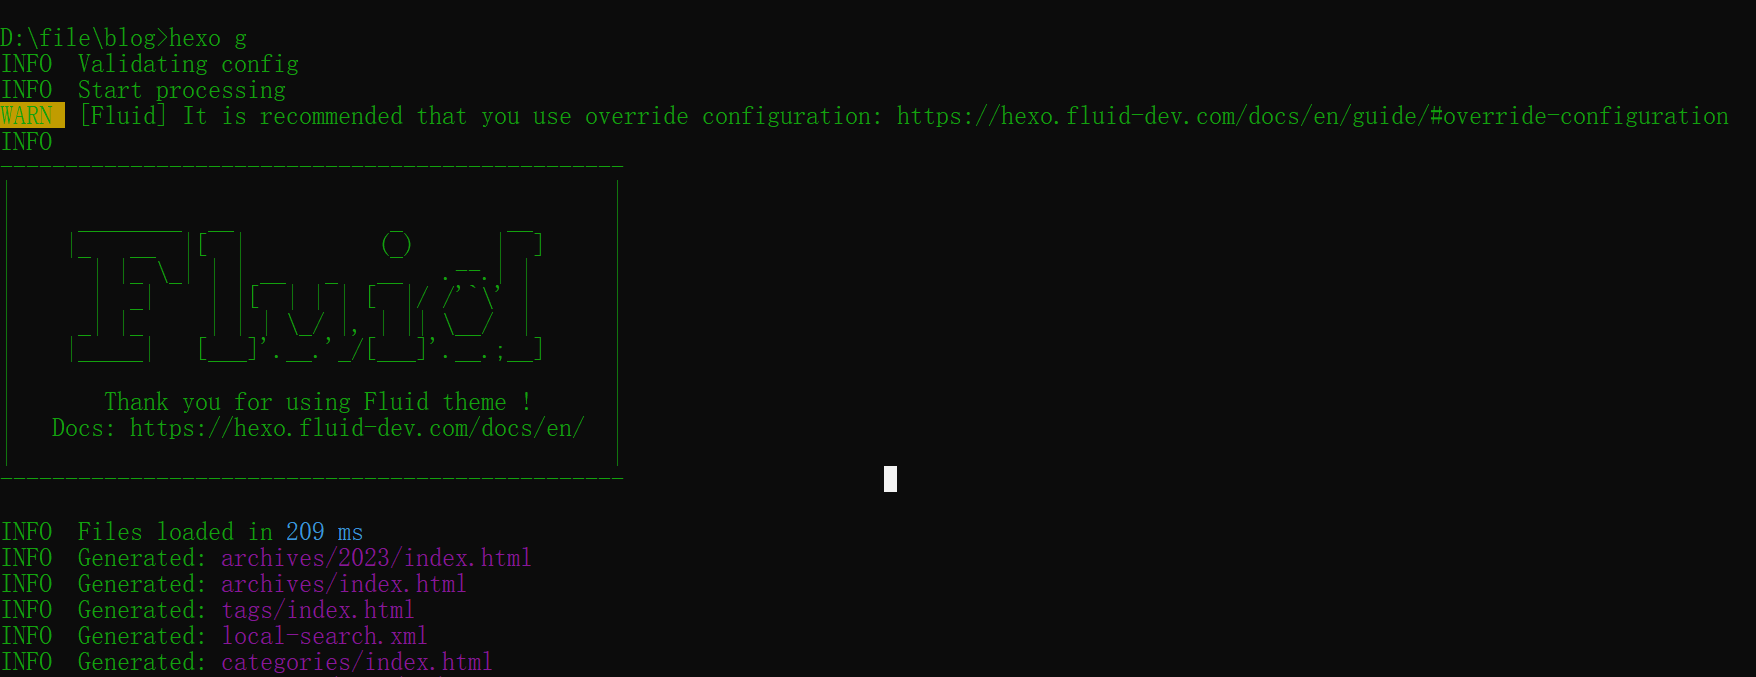 D:\file\blog>hexo g
INFO  Validating config
INFO  Start processing
WARN  [Fluid] It is recommended that you use override configuration: https://hexo.fluid-dev.com/docs/en/guide/#override-configuration
INFO
Fluid
Thank you for using Fluid theme !
Docs: https://hexo.fluid-dev.com/docs/en/
INFO  Files loaded in 209 ms
INFO  Generated: archives/2023/index.html
INFO  Generated: archives/index.html
INFO  Generated: tags/index.html
INFO  Generated: local-search.xml
INFO  Generated: categories/index.html